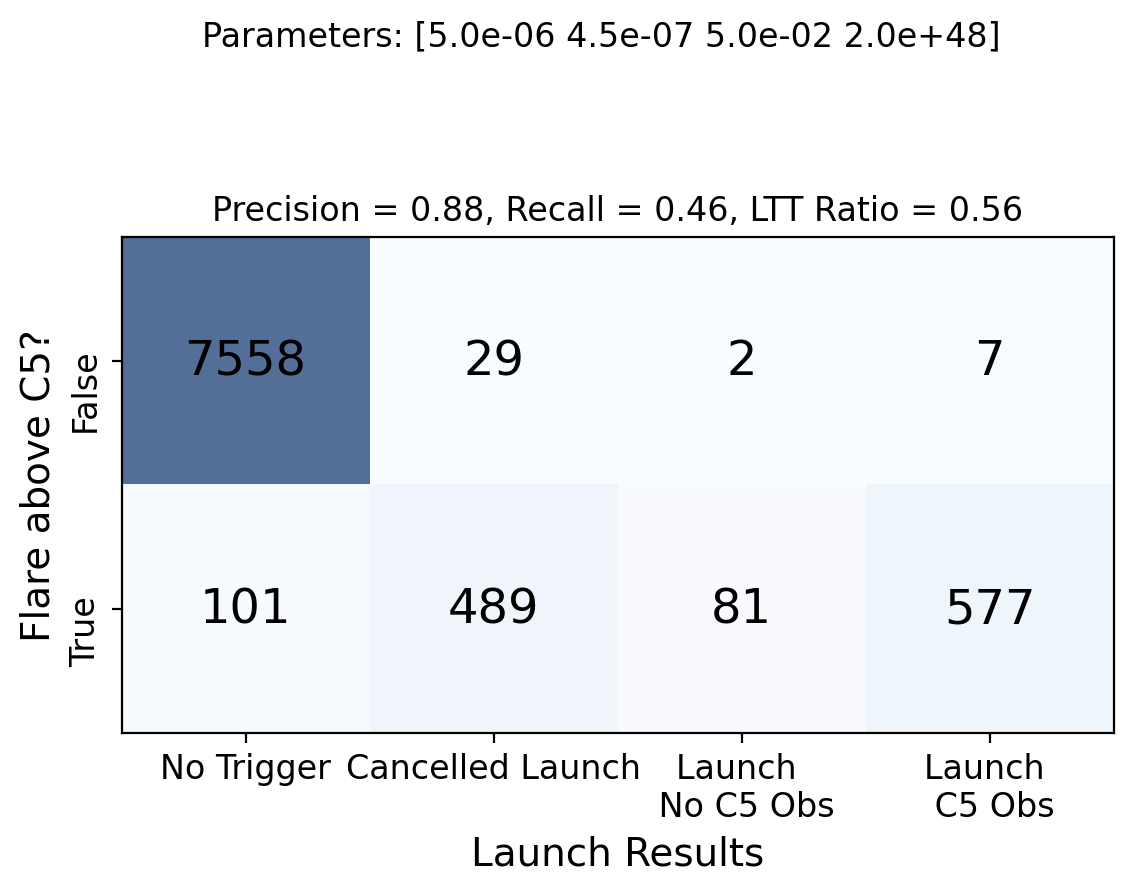 Parameters: [5.0e-06 4.5e-07 5.0e-02 2.0e+48]
Precision = 0.88, Recall = 0.46, LTT Ratio = 0.56
Flare above C5?
False
7558 29 2 7
True
101 489 81 577
No Trigger Cancelled Launch Launch Launch
No C5 Obs C5 Obs
Launch Results